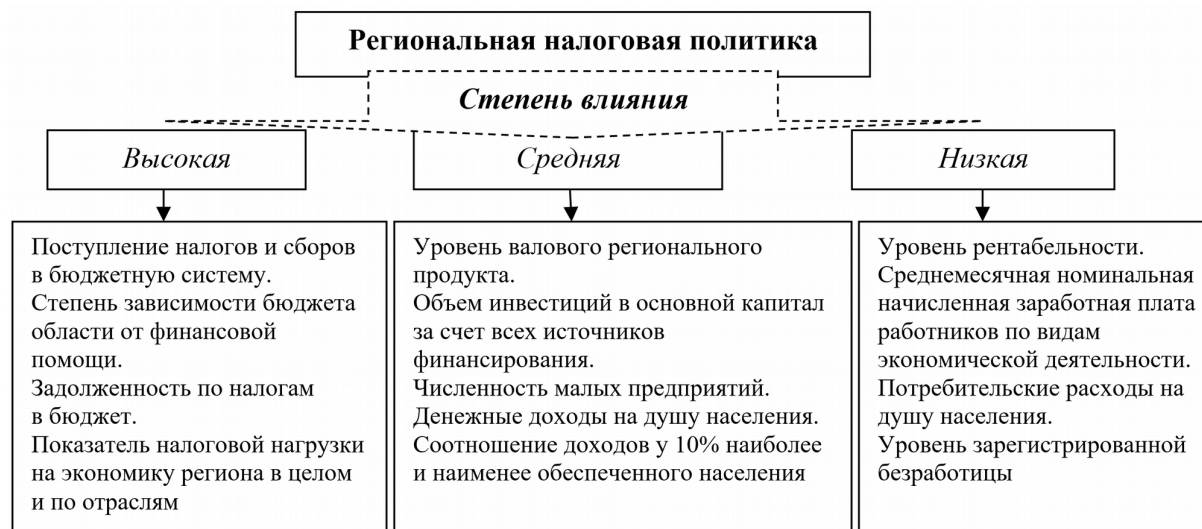 Региональная налоговая политика
Степень влияния
Высокая
Средняя
Низкая
Поступление налогов и сборов
в бюджетную систему.
Степень зависимости бюджета
области от финансовой
помощи.
Задолженность по налогам
в бюджет.
Показатель налоговой нагрузки
на экономику региона в целом
и по отраслям
Уровень валового регионального
продукта.
Объем инвестиций в основной капитал
за счет всех источников
финансирования.
Численность малых предприятий.
Денежные доходы на душу населения.
Соотношение доходов у 10% наиболее
и наименее обеспеченного населения
Уровень рентабельности.
Среднемесячная номинальная
начисленная заработная плата
работников по видам
экономической деятельности.
Потребительские расходы на
душу населения.
Уровень зарегистрированной
безработицы